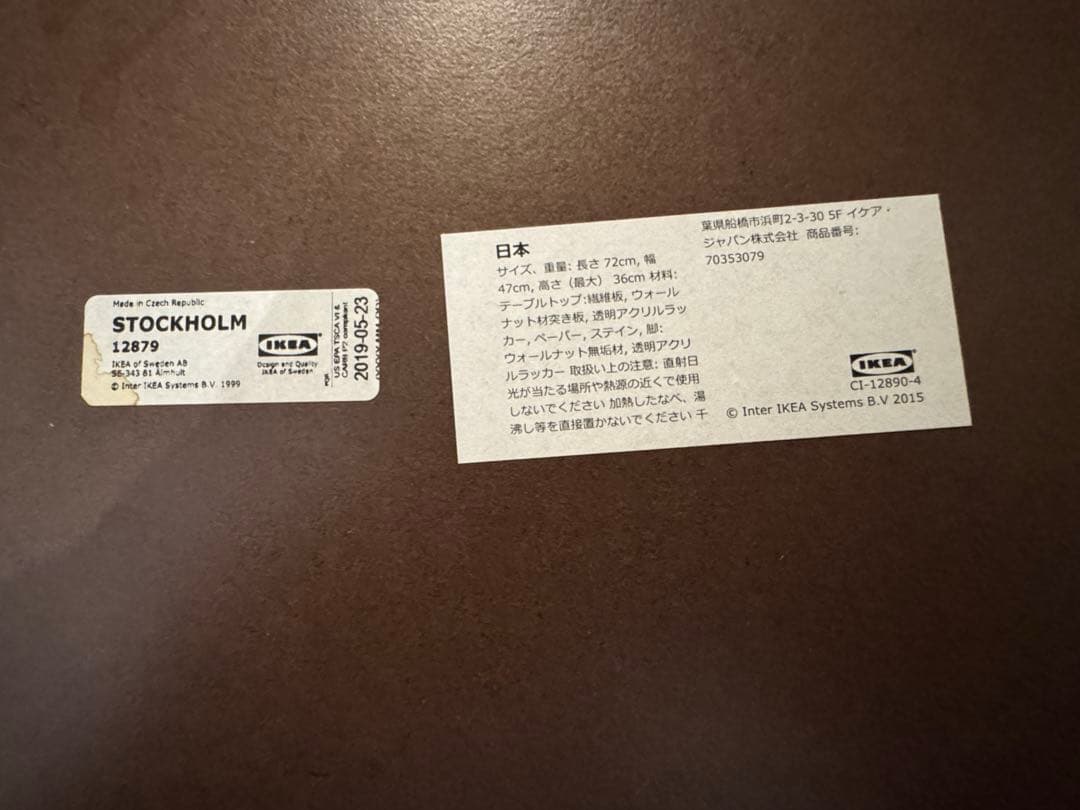 Made in Czech Republic
STOCKHOLM
12879
IKEA of Sweden AB
SE-343 81 Älmhult
© Inter IKEA Systems B.V. 1999
IKEA
Design and Quality
IKEA of Sweden
US EPA TSCA VI &
CARB P2 compliant
2019-05-23
日本
サイズ、重量: 長さ 72cm, 幅
47cm, 高さ（最大） 36cm 材料:
テーブルトップ:繊維板, ウォール
ナット材突き板, 透明アクリルラッ
カー, ペーパー, ステイン, 脚:
ウォールナット無垢材, 透明アクリ
ルラッカー 取扱い上の注意: 直射日
光が当たる場所や熱源の近くで使用
しないでください 加熱したなべ、湯
沸し等を直接置かないでください 千
葉県船橋市浜町2-3-30 5F イケア・
ジャパン株式会社 商品番号:
70353079
IKEA
CI-12890-4
© Inter IKEA Systems B.V 2015